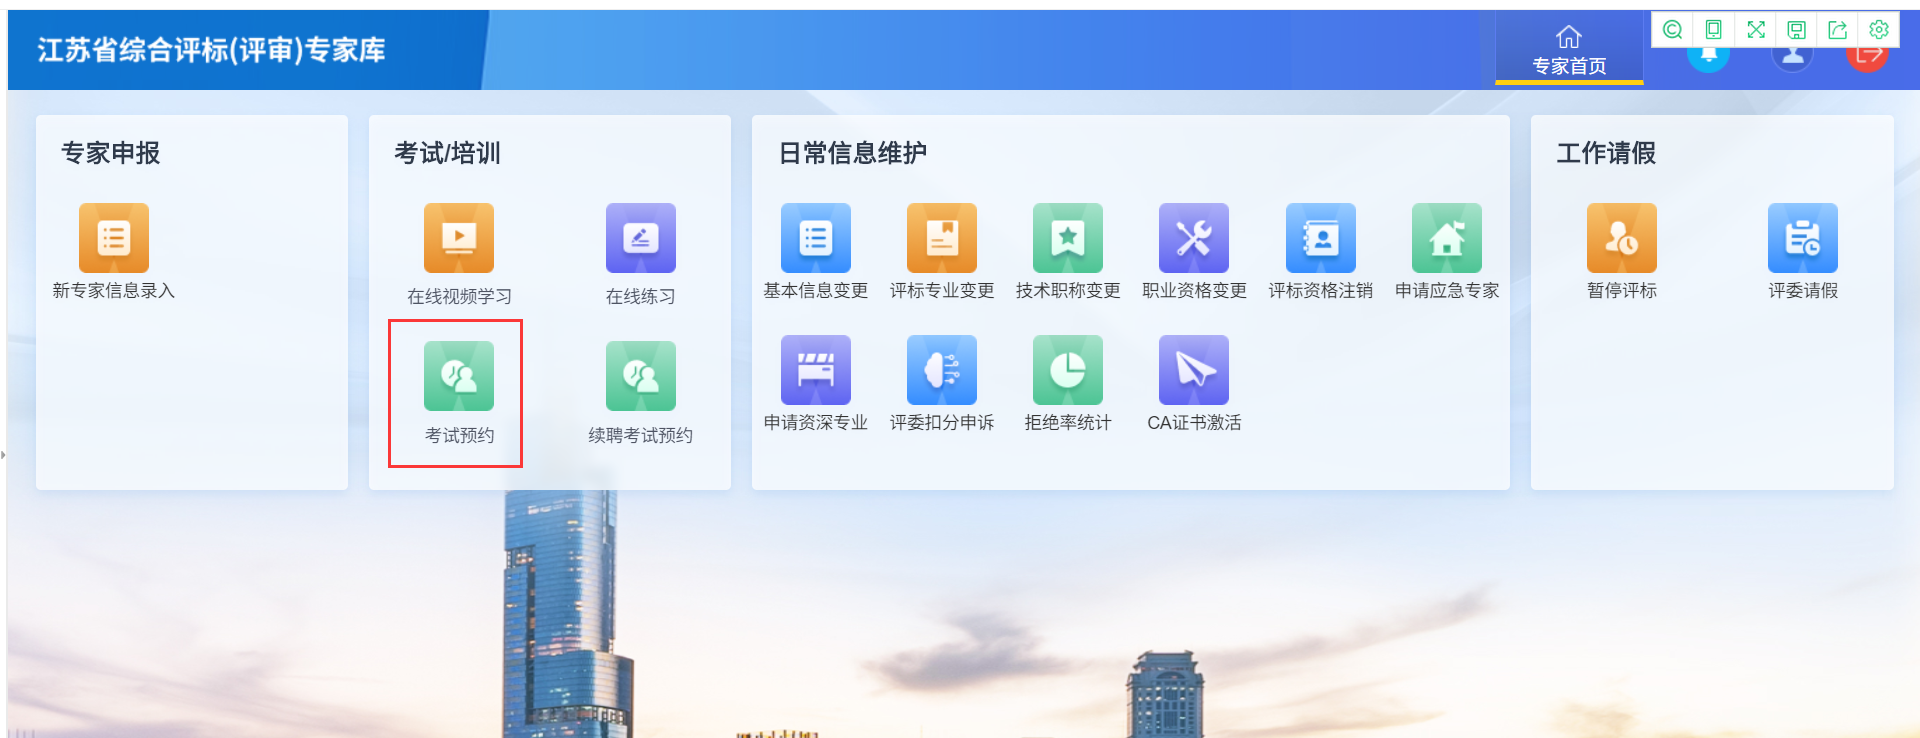 江苏省综合评标(评审)专家库
专家首页
专家申报
新专家信息录入
考试/培训
在线视频学习
在线练习
考试预约
续聘考试预约
日常信息维护
基本信息变更
评标专业变更
技术职称变更
职业资格变更
评标资格注销
申请应急专家
申请资深专业
评委扣分申诉
拒绝率统计
CA证书激活
工作请假
暂停评标
评委请假